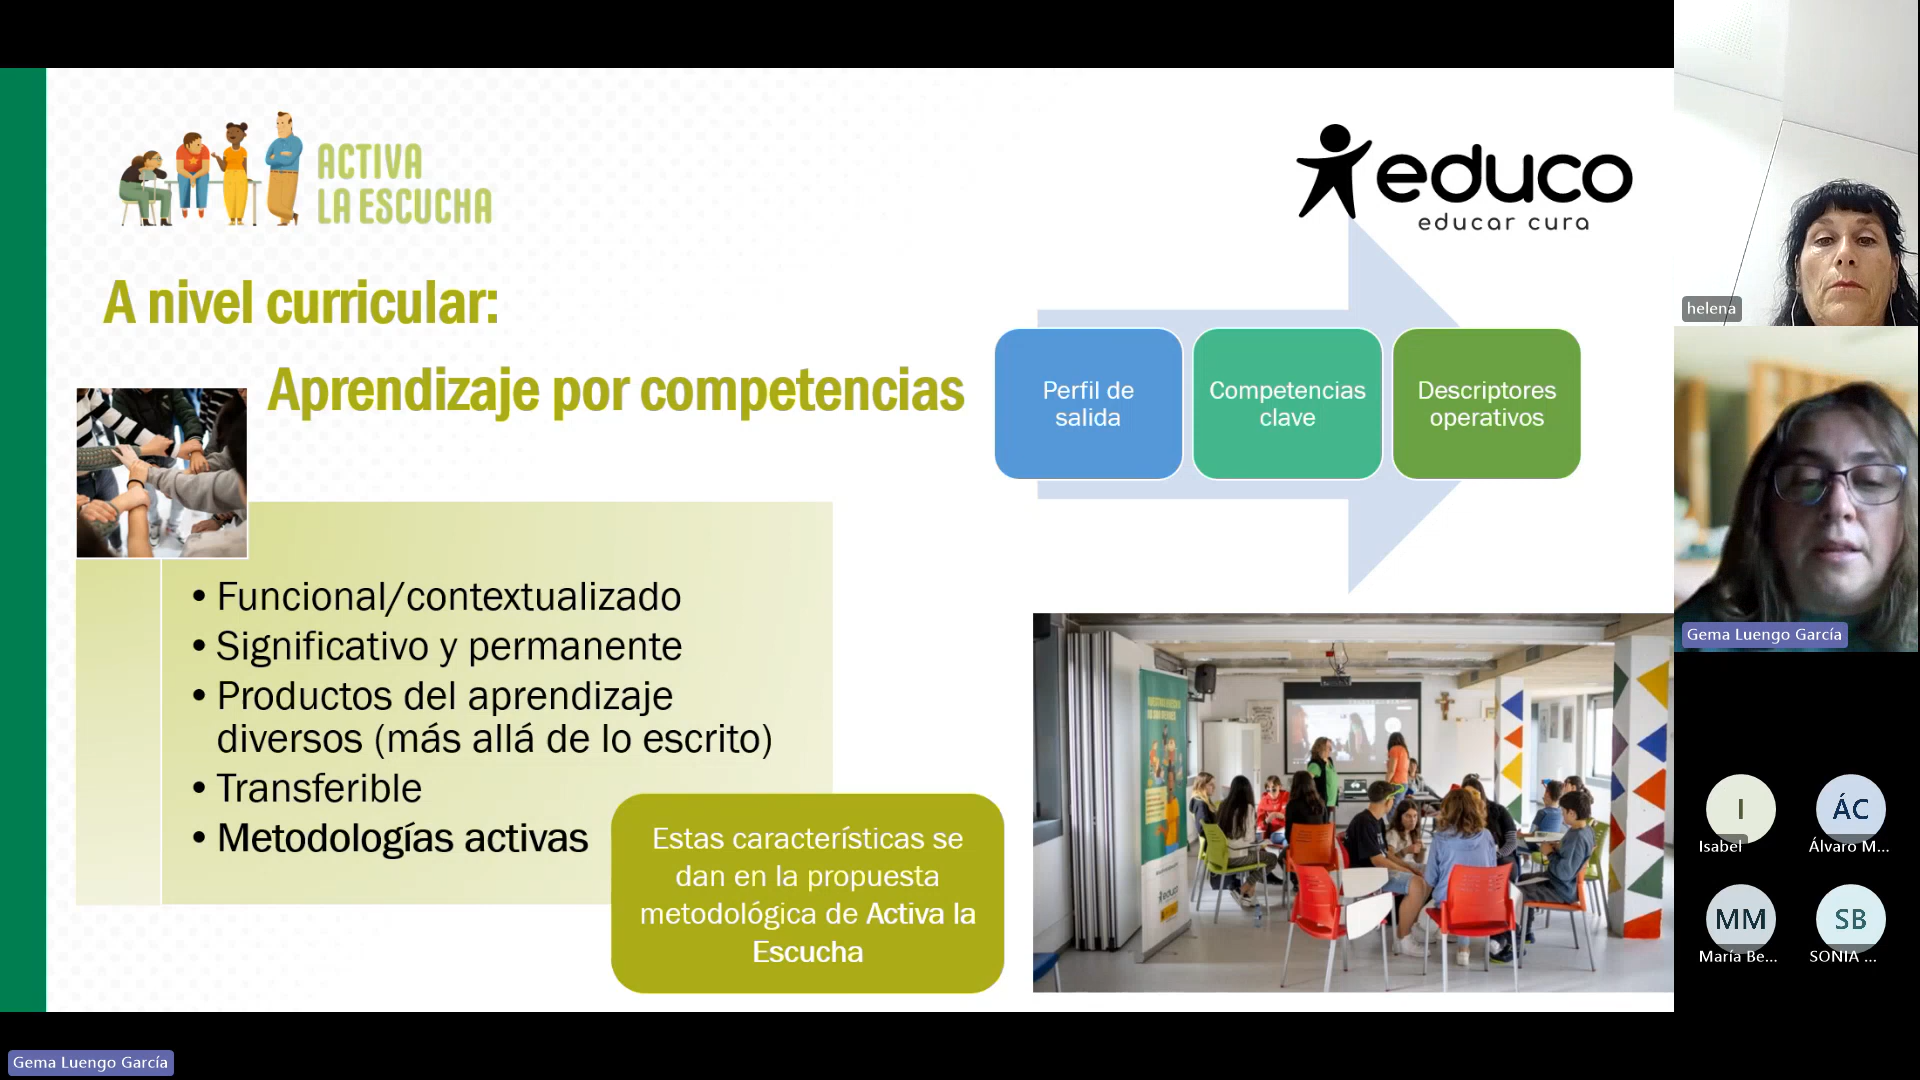 ACTIVA
LA ESCUCHA
educo
educar cura
A nivel curricular:
Aprendizaje por competencias
Perfil de
salida
Competencias
clave
Descriptores
operativos
• Funcional/contextualizado
• Significativo y permanente
• Productos del aprendizaje
diversos (más allá de lo escrito)
• Transferible
• Metodologías activas
Estas características se
dan en la propuesta
metodológica de Activa la
Escucha
educo
helena
Gema Luengo García
I
Isabel
ÁC
Álvaro M...
MM
María Be...
SB
SONIA ...
Gema Luengo García